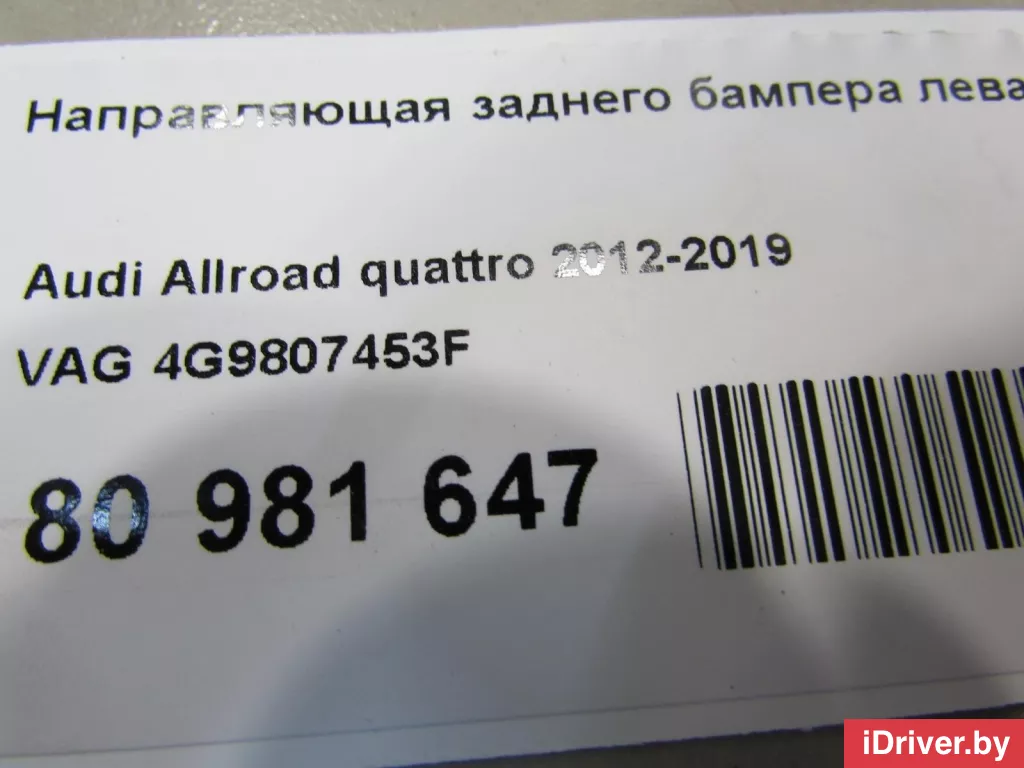 Направляющая заднего бампера лева
Audi Allroad quattro 2012-2019
VAG 4G9807453F
80 981 647
iDriver.by